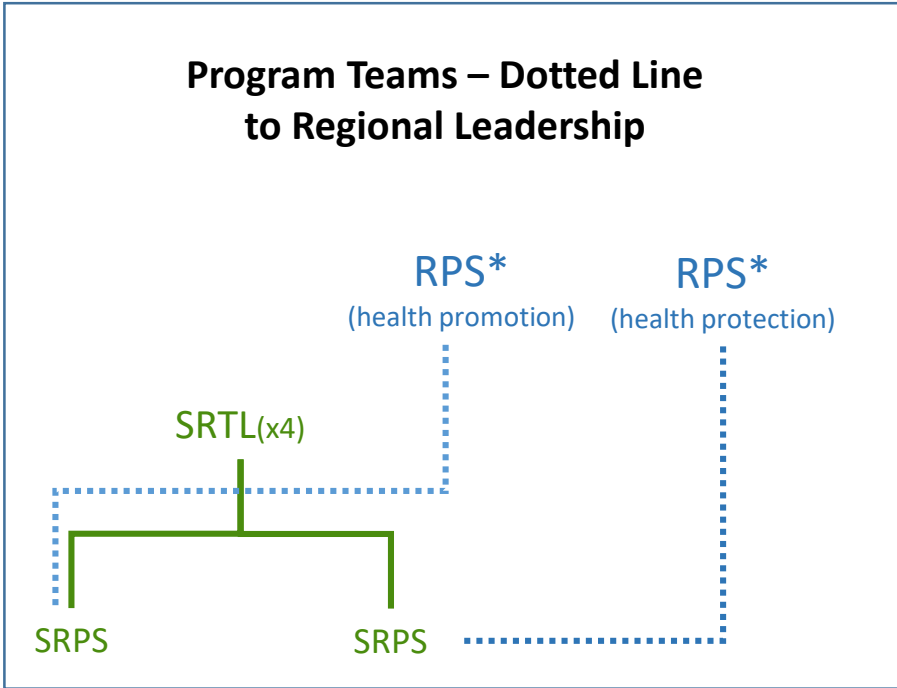 Program Teams – Dotted Line
to Regional Leadership
RPS*
(health promotion)
RPS*
(health protection)
SRTL(x4)
SRPS
SRPS